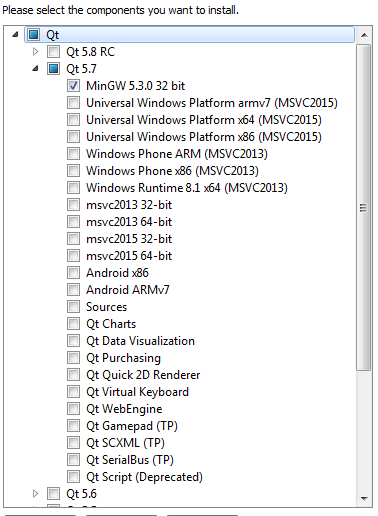 Please select the components you want to install.
Qt
Qt 5.8 RC
Qt 5.7
MinGW 5.3.0 32 bit
Universal Windows Platform armv7 (MSVC2015)
Universal Windows Platform x64 (MSVC2015)
Universal Windows Platform x86 (MSVC2015)
Windows Phone ARM (MSVC2013)
Windows Phone x86 (MSVC2013)
Windows Runtime 8.1 x64 (MSVC2013)
msvc2013 32-bit
msvc2013 64-bit
msvc2015 32-bit
msvc2015 64-bit
Android x86
Android ARMv7
Sources
Qt Charts
Qt Data Visualization
Qt Purchasing
Qt Quick 2D Renderer
Qt Virtual Keyboard
Qt WebEngine
Qt Gamepad (TP)
Qt SCXML (TP)
Qt SerialBus (TP)
Qt Script (Deprecated)
Qt 5.6